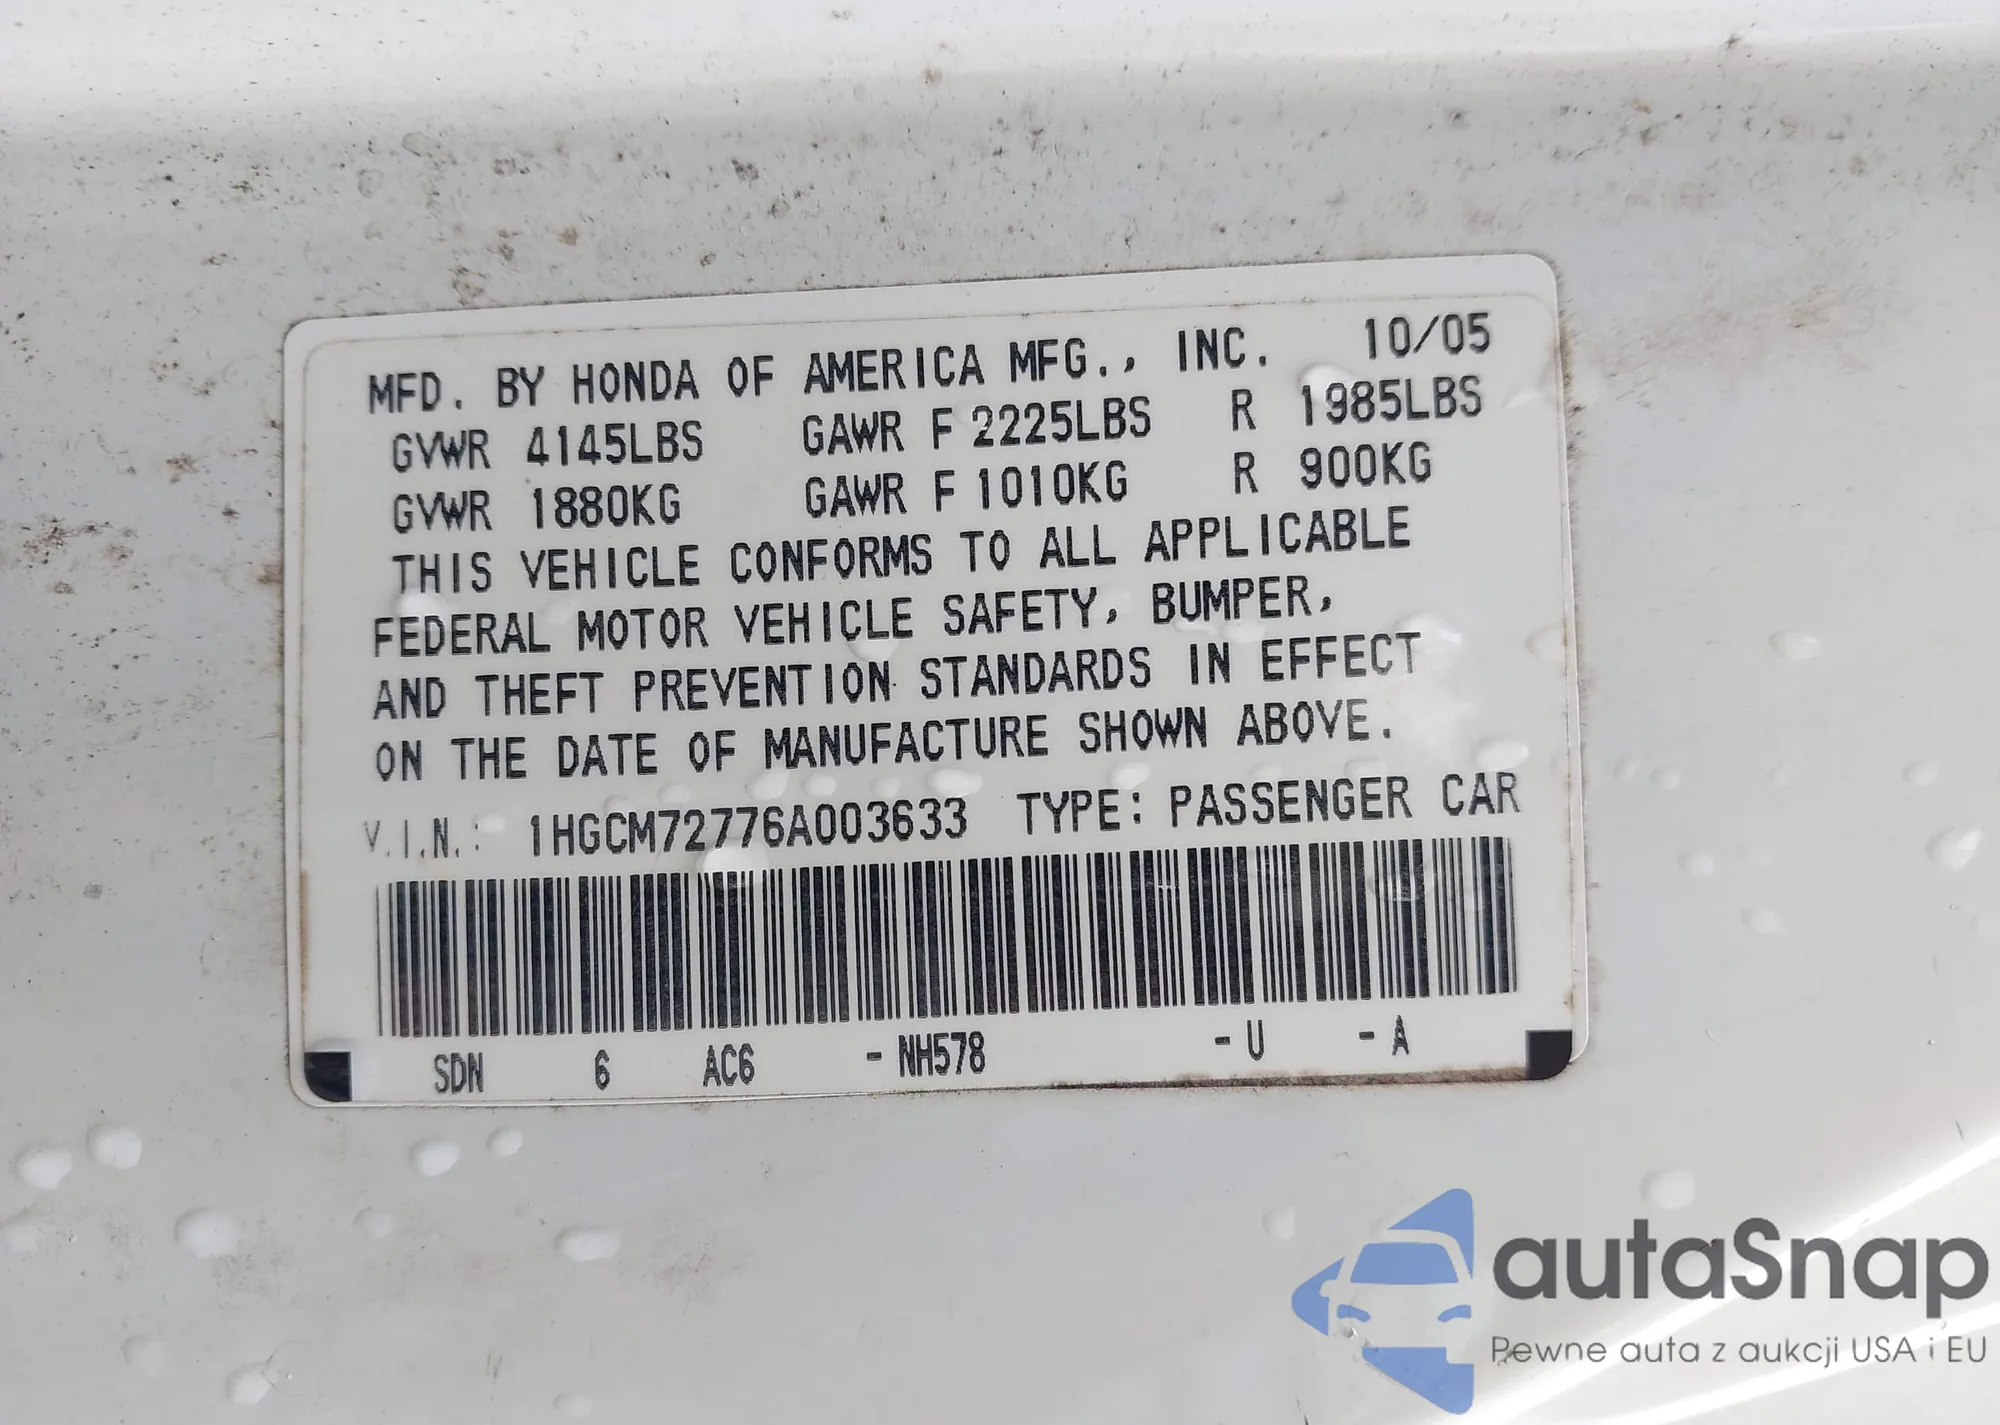 MFD. BY HONDA OF AMERICA MFG., INC. 10/05
GVWR 4145LBS GAWR F 2225LBS R 1985LBS
GVWR 1880KG GAWR F 1010KG R 900KG
THIS VEHICLE CONFORMS TO ALL APPLICABLE
FEDERAL MOTOR VEHICLE SAFETY, BUMPER,
AND THEFT PREVENTION STANDARDS IN EFFECT
ON THE DATE OF MANUFACTURE SHOWN ABOVE.
V.I.N.: 1HGCM72776A003633 TYPE: PASSENGER CAR
SDN 6 AC6 - NH578 - U - A
autaSnap
Pewne auta z aukcji USA i EU